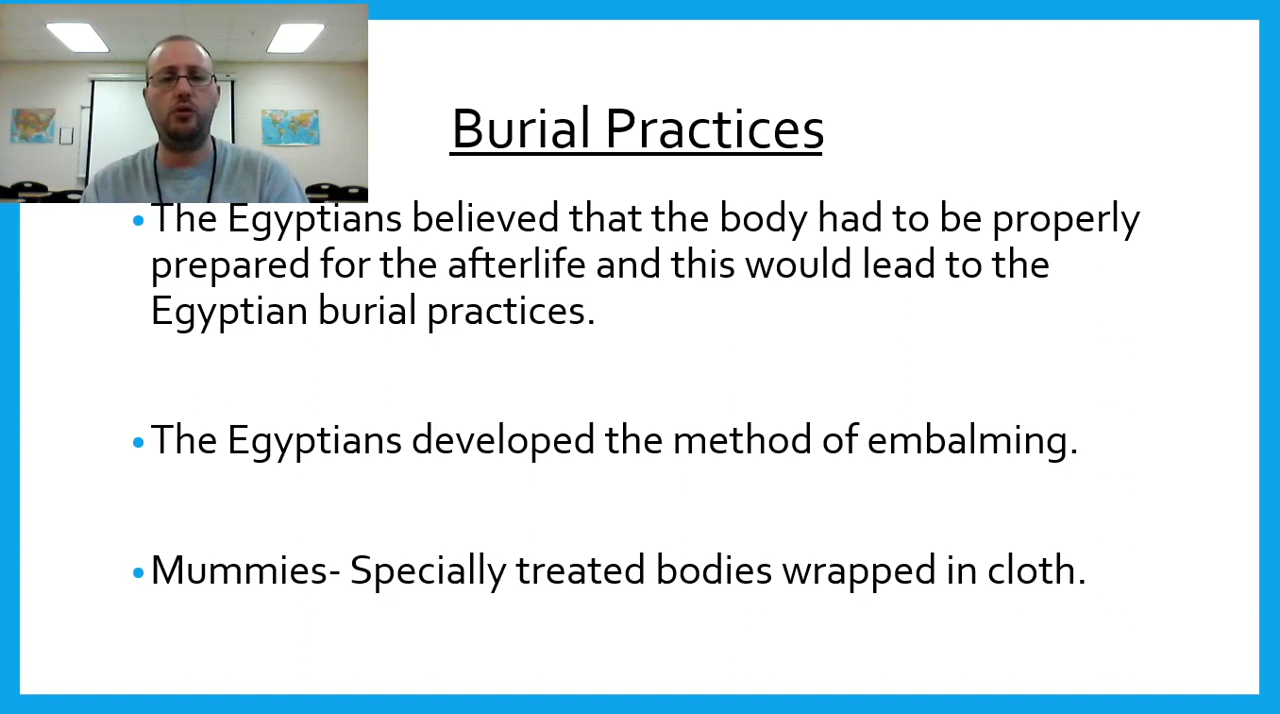 Burial Practices
•The Egyptians believed that the body had to be properly
prepared for the afterlife and this would lead to the
Egyptian burial practices.
•The Egyptians developed the method of embalming.
•Mummies- Specially treated bodies wrapped in cloth.